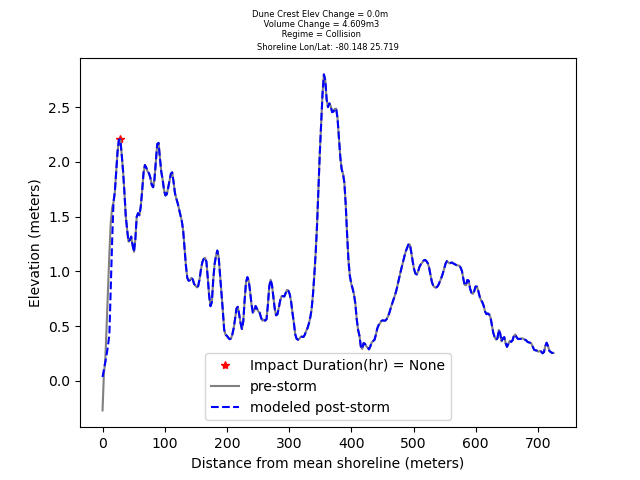 Dune Crest Elev Change = 0.0m
Volume Change = 4.609m3
Regime = Collision
Shoreline Lon/Lat: -80.148 25.719
2.5
2.0
1.5
1.0
0.5
0.0
Elevation (meters)
Impact Duration(hr) = None
pre-storm
modeled post-storm
0 100 200 300 400 500 600 700
Distance from mean shoreline (meters)